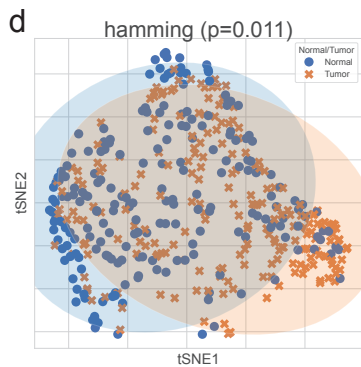 d
hamming (p=0.011)
Normal/Tumor
Normal
Tumor
tSNE2
tSNE1